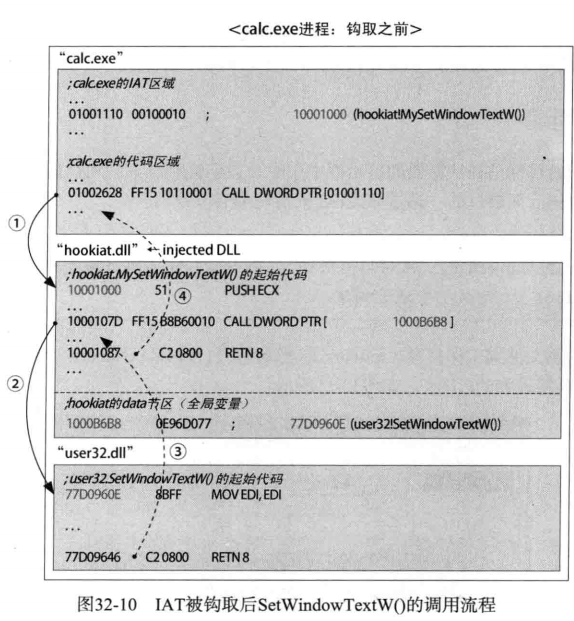 <calc.exe进程：钩取之前>
“calc.exe”
;calc.exe的IAT区域
...
01001110 00100010 ; 10001000 (hookiat!MySetWindowTextW())
...
;calc.exe的代码区域
...
01002628 FF15 10110001 CALL DWORD PTR [01001110]
...
①
“hookiat.dll” injected DLL
;hookiat.MySetWindowTextW() 的起始代码
10001000 51 PUSH ECX
④
...
1000107D FF15 B8B60010 CALL DWORD PTR [ 1000B6B8 ]
...
10001087 C2 0800 RETN 8
...
②
;hookiat的data节区（全局变量）
1000B6B8 0E96D077 ; 77D0960E (user32!SetWindowTextW())
“user32.dll” ③
;user32.SetWindowTextW() 的起始代码
77D0960E 8BFF MOV EDI, EDI
...
77D09646 C2 0800 RETN 8
图32-10 IAT被钩取后SetWindowTextW()的调用流程